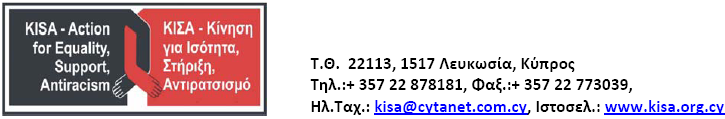 KISA - Action
for Equality,
Support,
Antiracism
ΚΙΣΑ - Κίνηση
για Ισότητα,
Στήριξη,
Αντιρατσισμό
Τ.Θ. 22113, 1517 Λευκωσία, Κύπρος
Τηλ.:+ 357 22 878181, Φαξ.:+ 357 22 773039,
Ηλ.Ταχ.: kisa@cytanet.com.cy, Ιστοσελ.: www.kisa.org.cy